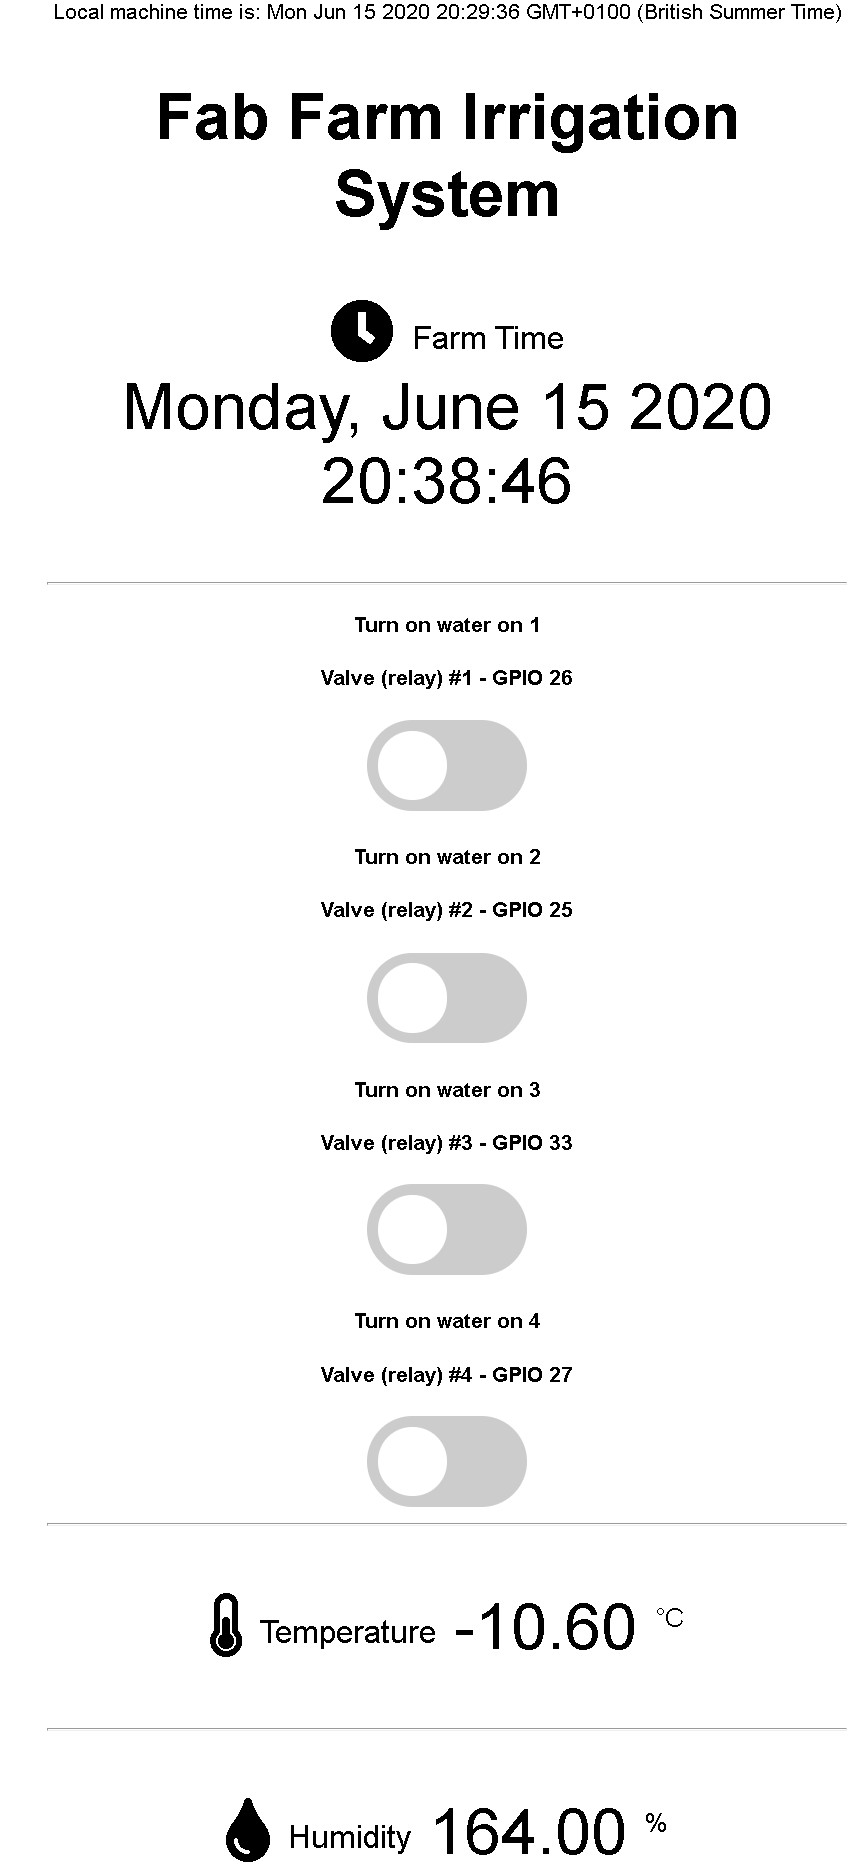 Local machine time is: Mon Jun 15 2020 20:29:36 GMT+0100 (British Summer Time)
Fab Farm Irrigation
System
Farm Time
Monday, June 15 2020
20:38:46
Turn on water on 1
Valve (relay) #1 - GPIO 26
Turn on water on 2
Valve (relay) #2 - GPIO 25
Turn on water on 3
Valve (relay) #3 - GPIO 33
Turn on water on 4
Valve (relay) #4 - GPIO 27
Temperature -10.60 °C
Humidity 164.00 %